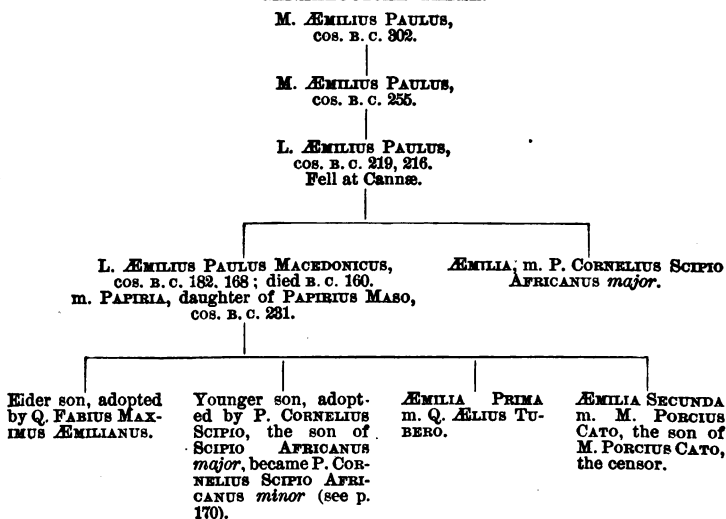 M. ÆMILIUS PAULUS,
cos. B. C. 302.
M. ÆMILIUS PAULUS,
cos. B. C. 255.
L. ÆMILIUS PAULUS,
cos. B. C. 219, 216.
Fell at Cannæ.
L. ÆMILIUS PAULUS MACEDONICUS,
cos. B. C. 182. 168 ; died B. C. 160.
m. PAPIRIA, daughter of PAPIRIUS MASO,
cos. B. C. 231.
ÆMILIA, m. P. CORNELIUS SCIPIO
AFRICANUS major.
Elder son, adopted
by Q. FABIUS MAX-
IMUS ÆMILIANUS.
Younger son, adopt-
ed by P. CORNELIUS
SCIPIO, the son of
SCIPIO AFRICANUS
major, became P. COR-
NELIUS SCIPIO AFRI-
CANUS minor (see p.
170).
ÆMILIA PRIMA
m. Q. ÆLIUS TU-
BERO.
ÆMILIA SECUNDA
m. M. PORCIUS
CATO, the son of
M. PORCIUS CATO,
the censor.